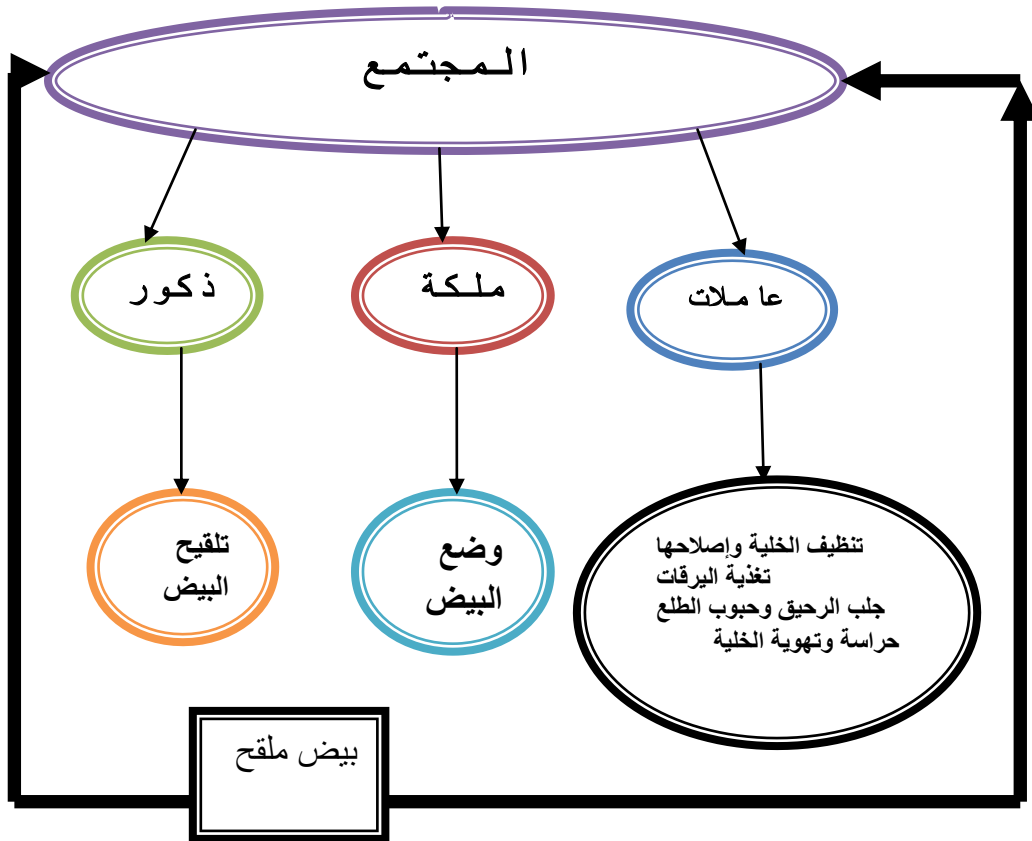 المجتمع
عاملات
ملكة
ذكور
تنظيف الخلية وإصلاحها
تغذية اليرقات
جلب الرحيق وحبوب الطلع
حراسة وتهوية الخلية
وضع
البيض
تلقيح
البيض
بيض ملقح